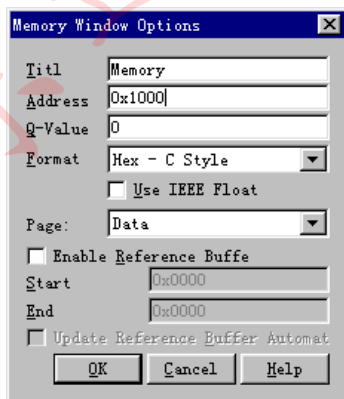 Memory Window Options
Titl Memory
Address 0x1000
Q-Value 0
Format Hex - C Style
Use IEEE Float
Page: Data
Enable Reference Buffe
Start 0x0000
End 0x0000
Update Reference Buffer Automat
OK Cancel Help